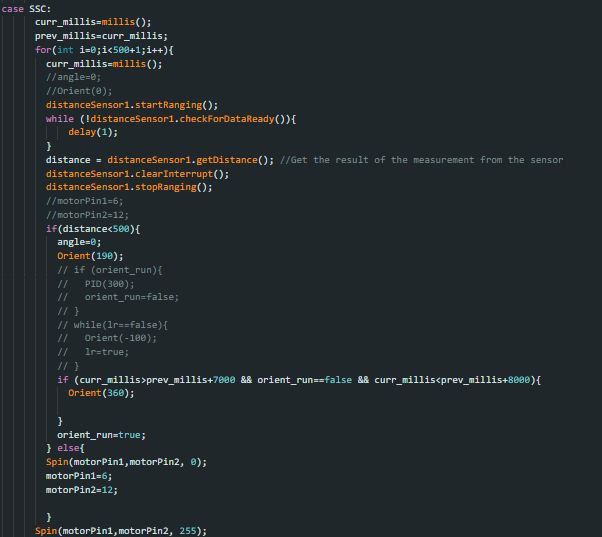 case SSC:
curr_millis=millis();
prev_millis=curr_millis;
for(int i=0;i<500+1;i++){
curr_millis=millis();
//angle=0;
//Orient(0);
distanceSensor1.startRanging();
while (!distanceSensor1.checkForDataReady()){
delay(1);
}
distance = distanceSensor1.getDistance(); //Get the result of the measurement from the sensor
distanceSensor1.clearInterrupt();
distanceSensor1.stopRanging();
//motorPin1=6;
//motorPin2=12;
if(distance<500){
angle=0;
Orient(190);
// if (orient_run){
//   PID(300);
//   orient_run=false;
// }
// while(lr==false){
//   Orient(-100);
//   lr=true;
// }
if (curr_millis>prev_millis+7000 && orient_run==false && curr_millis<prev_millis+8000){
Orient(360);
}
orient_run=true;
} else{
Spin(motorPin1,motorPin2, 0);
motorPin1=6;
motorPin2=12;
}
Spin(motorPin1,motorPin2, 255);